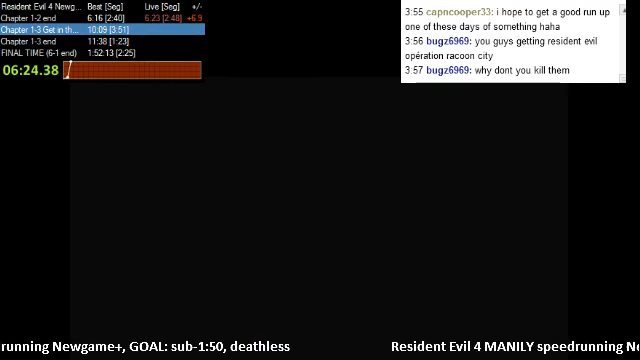 Resident Evil 4 Newg... Best [Seg] Live [Seg] +/-
Chapter 1-2 end 6:16 [2:40] 6:23 [2:48] +6.9
Chapter 1-3 Get in th... 10:09 [3:51]
Chapter 1-3 end 11:38 [1:23]
FINAL TIME (6-1 end) 1:52:13 [2:25]
06:24.38
3:55 capncooper33: i hope to get a good run up
one of these days of something haha
3:56 bugz6969: you guys getting resident evil
opération racoon city
3:57 bugz6969: why dont you kill them
running Newgame+, GOAL: sub-1:50, deathless
Resident Evil 4 MANILY speedrunning Ne